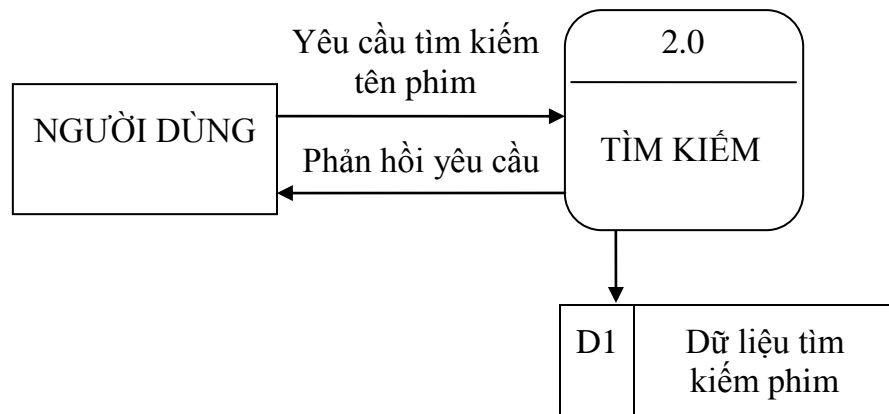 Yêu cầu tìm kiếm
tên phim
2.0
NGƯỜI DÙNG
TÌM KIẾM
Phản hồi yêu cầu
D1
Dữ liệu tìm
kiếm phim